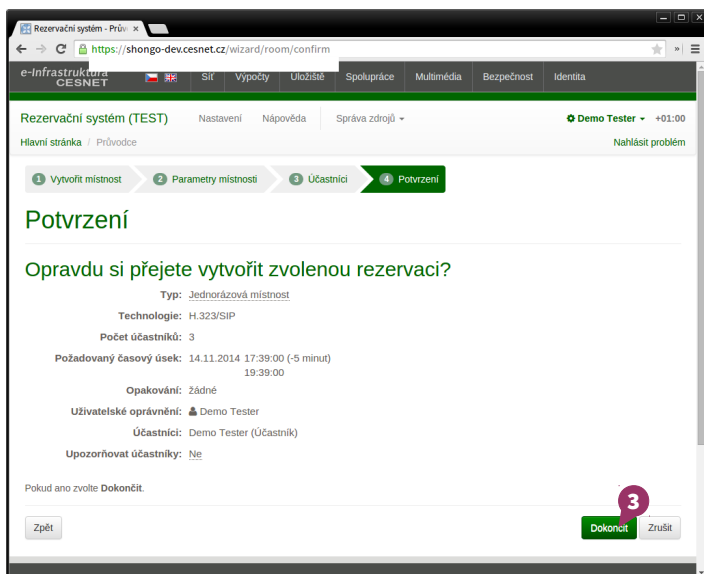 Rezervační systém - Průvo ×
https://shongo-dev.cesnet.cz/wizard/room/confirm
e-Infrastruktura
CESNET
Síť Výpočty Uložiště Spolupráce Multimédia Bezpečnost Identita
Rezervační systém (TEST) Nastavení Nápověda Správa zdrojů Demo Tester +01:00
Hlavní stránka / Průvodce Nahlásit problém
1 Vytvořit místnost 2 Parametry místnosti 3 Účastníci 4 Potvrzení
Potvrzení
Opravdu si přejete vytvořit zvolenou rezervaci?
Typ: Jednorázová místnost
Technologie: H.323/SIP
Počet účastníků: 3
Požadovaný časový úsek: 14.11.2014 17:39:00 (-5 minut)
19:39:00
Opakování: žádné
Uživatelské oprávnění: Demo Tester
Účastníci: Demo Tester (Účastník)
Upozorňovat účastníky: Ne
Pokud ano zvolte Dokončit.
3
Zpět Dokončit Zrušit